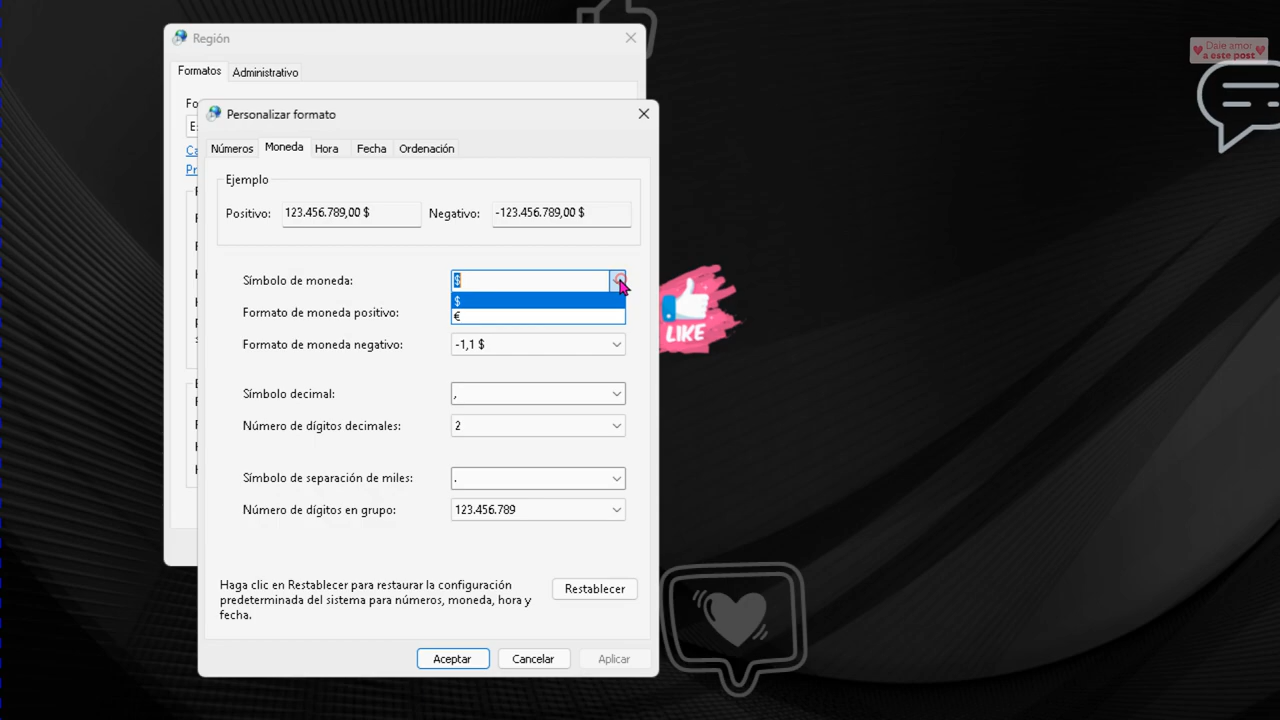 Región
Dale amor
a este post
Formatos
Administrativo
Fo
Personalizar formato
E
Números
Moneda
Hora
Fecha
Ordenación
Ca
Pr
Ejemplo
Positivo:
123.456.789,00 $
Negativo:
-123.456.789,00 $
Símbolo de moneda:
$
$
€
Formato de moneda positivo:
LIKE
Formato de moneda negativo:
-1,1 $
Símbolo decimal:
,
Número de dígitos decimales:
2
Símbolo de separación de miles:
.
Número de dígitos en grupo:
123.456.789
Haga clic en Restablecer para restaurar la configuración
predeterminada del sistema para números, moneda, hora y
fecha.
Restablecer
Aceptar
Cancelar
Aplicar